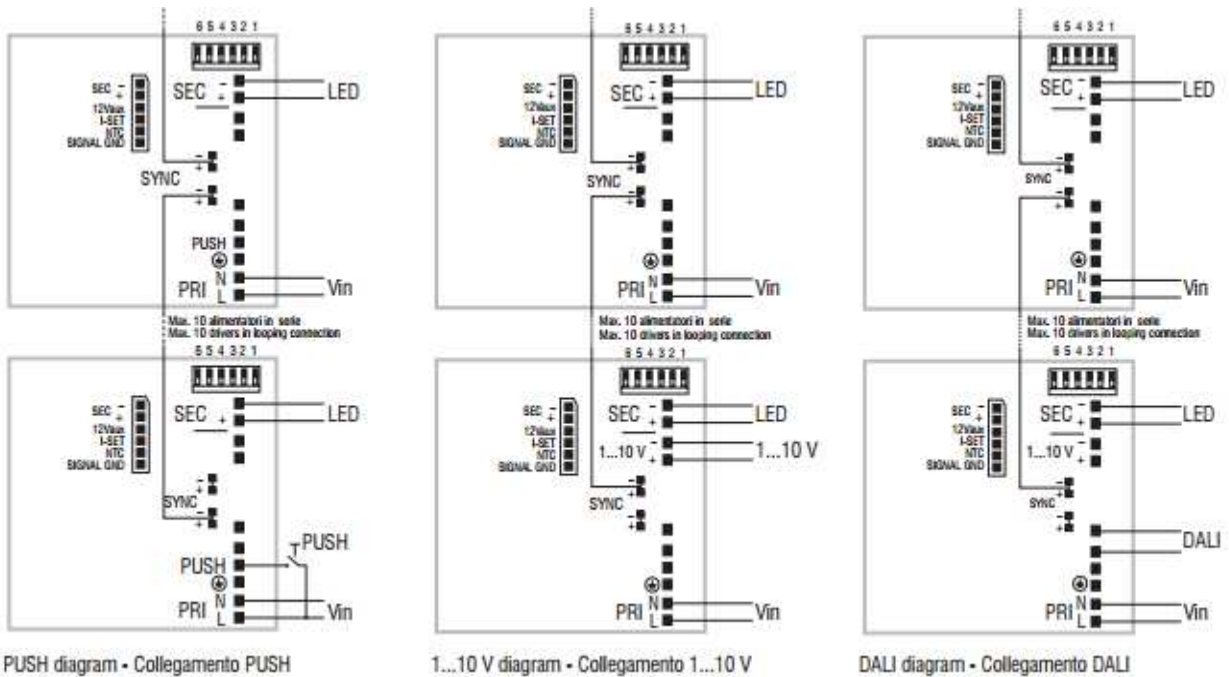 6 5 4 3 2 1
SEC -
+
12Vaux
I-SET
NTC
SIGNAL GND
SEC -
+
LED
-
+
SYNC
-
+
PUSH
PRI N
L
Vin
Max. 10 alimentatori in serie
Max. 10 drivers in looping connection
6 5 4 3 2 1
SEC -
+
12Vaux
I-SET
NTC
SIGNAL GND
SEC -
+
LED
-
+
SYNC
-
+
PUSH
PUSH
PRI N
L
Vin
PUSH diagram - Collegamento PUSH
6 5 4 3 2 1
SEC -
+
12Vaux
I-SET
NTC
SIGNAL GND
SEC -
+
LED
-
+
SYNC
-
+
PRI N
L
Vin
Max. 10 alimentatori in serie
Max. 10 drivers in looping connection
6 5 4 3 2 1
SEC -
+
12Vaux
I-SET
NTC
SIGNAL GND
SEC -
+
LED
1...10 V -
+
1...10 V
-
+
SYNC
-
+
PRI N
L
Vin
1...10 V diagram - Collegamento 1...10 V
6 5 4 3 2 1
SEC -
+
12Vaux
I-SET
NTC
SIGNAL GND
SEC -
+
LED
-
+
SYNC
-
+
PRI N
L
Vin
Max. 10 alimentatori in serie
Max. 10 drivers in looping connection
6 5 4 3 2 1
SEC -
+
12Vaux
I-SET
NTC
SIGNAL GND
SEC -
+
LED
1...10 V -
+
-
+
SYNC
-
+
DALI
PRI N
L
Vin
DALI diagram - Collegamento DALI